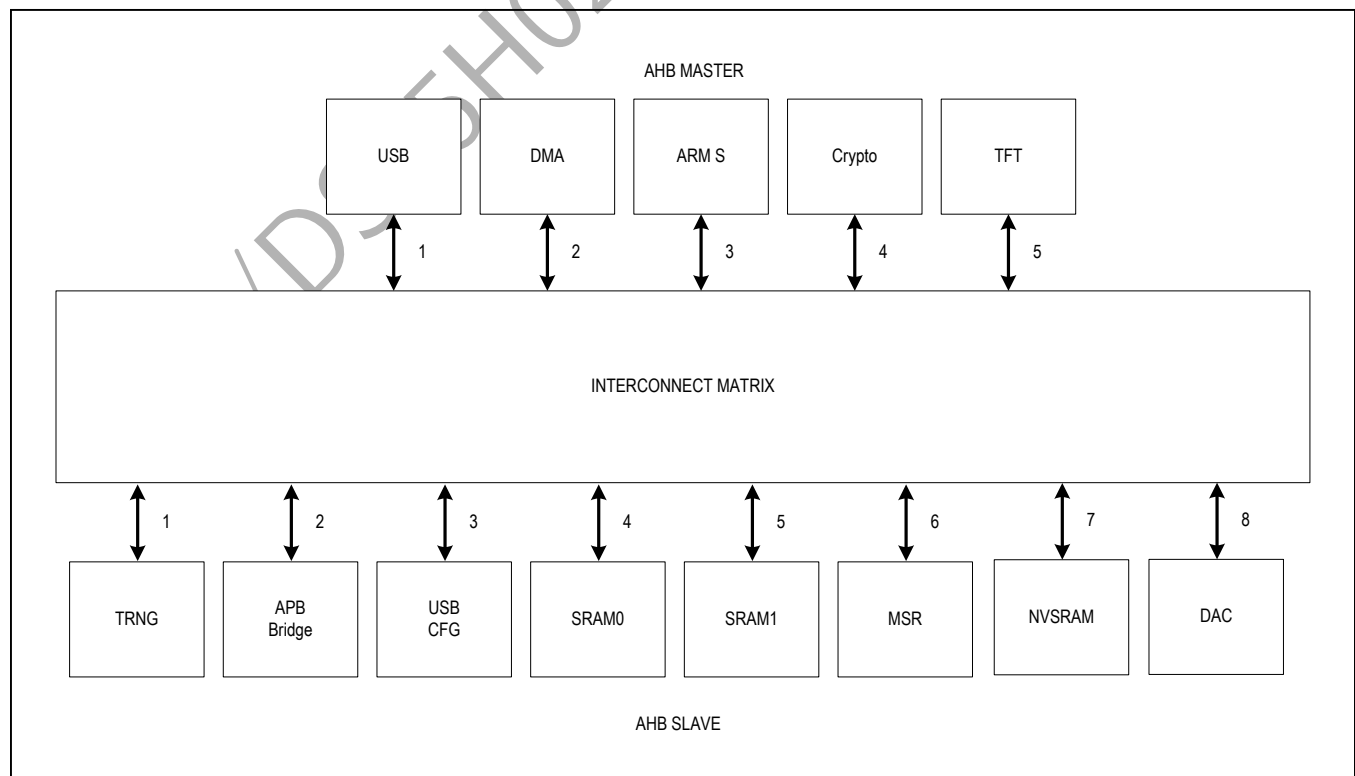 AHB MASTER
USB
DMA
ARM S
Crypto
TFT
1
2
3
4
5
INTERCONNECT MATRIX
1
2
3
4
5
6
7
8
TRNG
APB
Bridge
USB
CFG
SRAM0
SRAM1
MSR
NVSRAM
DAC
AHB SLAVE